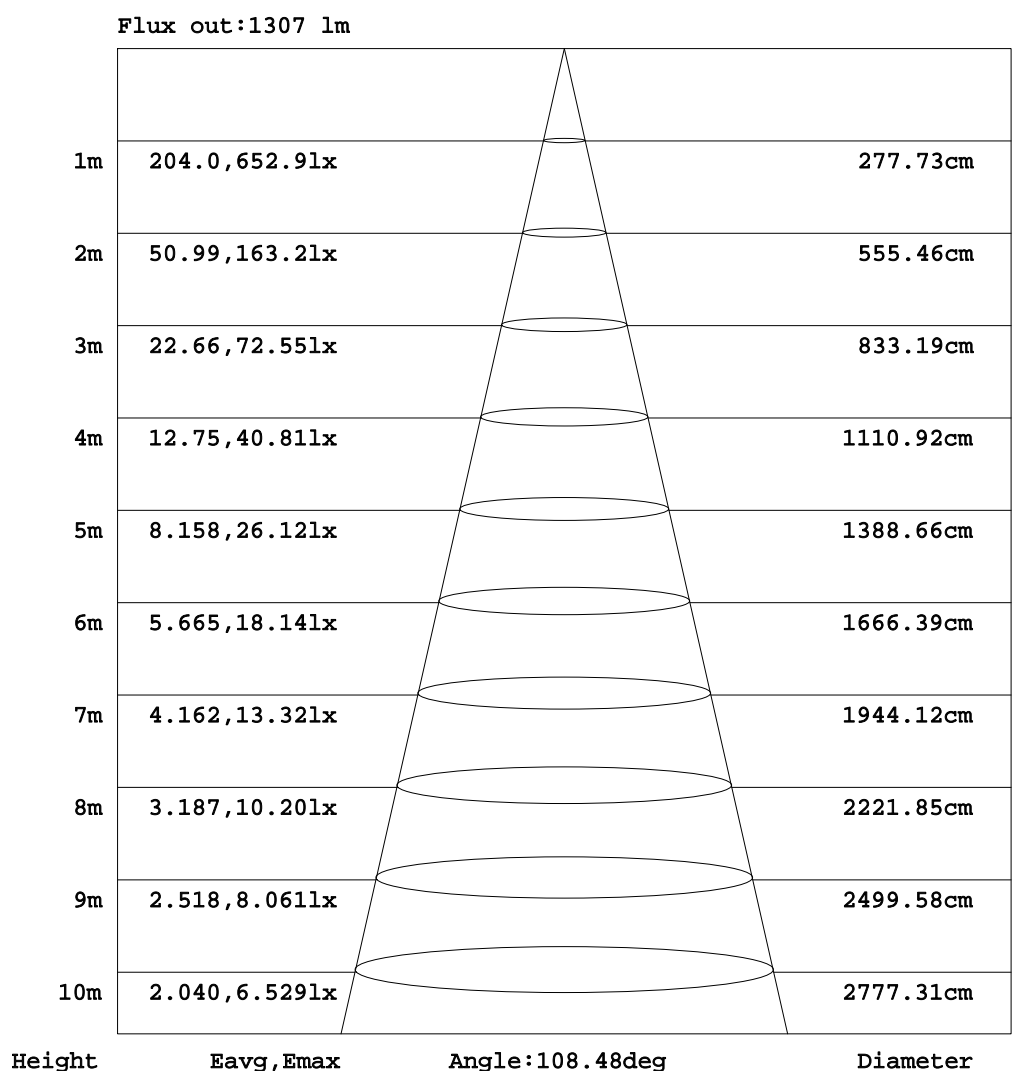 Flux out:1307 lm
1m 204.0,652.9lx 277.73cm
2m 50.99,163.2lx 555.46cm
3m 22.66,72.55lx 833.19cm
4m 12.75,40.81lx 1110.92cm
5m 8.158,26.12lx 1388.66cm
6m 5.665,18.14lx 1666.39cm
7m 4.162,13.32lx 1944.12cm
8m 3.187,10.20lx 2221.85cm
9m 2.518,8.061lx 2499.58cm
10m 2.040,6.529lx 2777.31cm
Height Eavg,Emax Angle:108.48deg Diameter